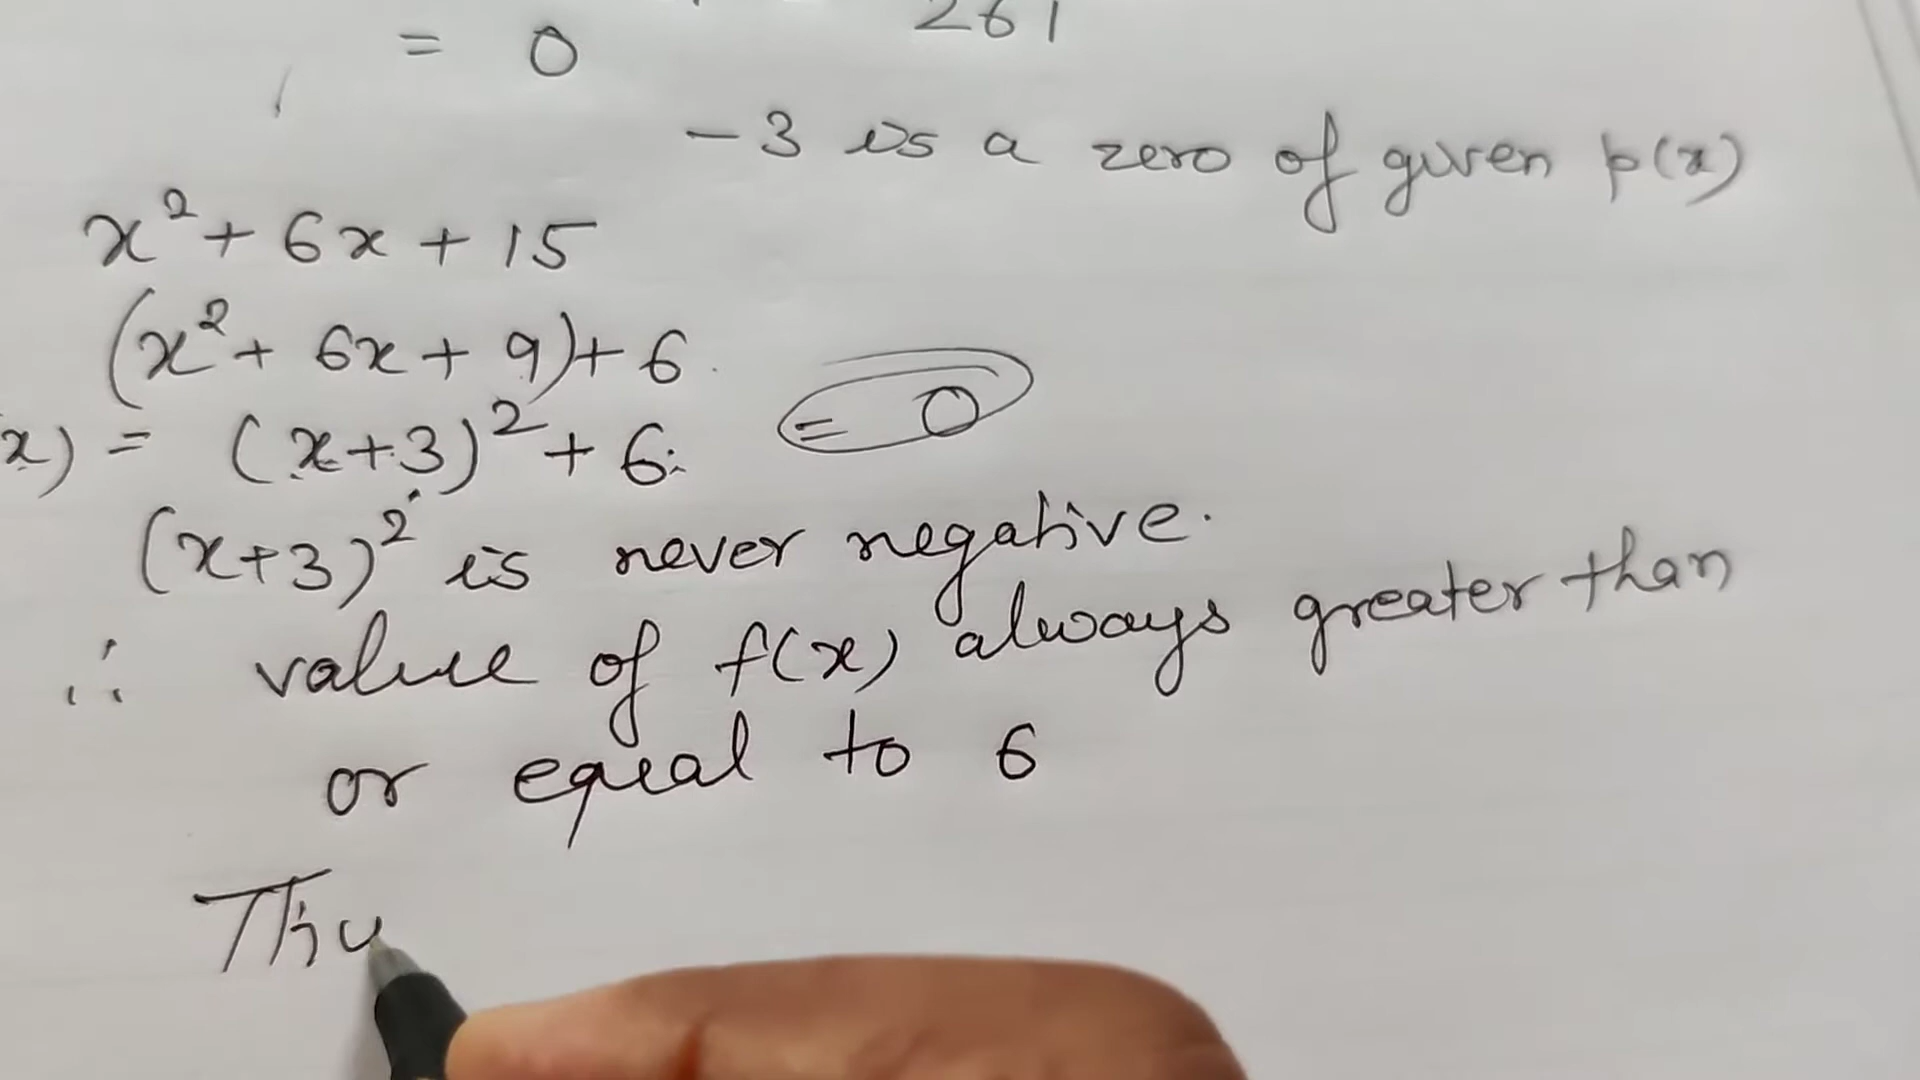 = 0
261
-3 is a zero of given p(x)
x² + 6x + 15
(x² + 6x + 9) + 6
x) = (x+3)² + 6 = 0
(x+3)² is never negative.
∴ value of f(x) always greater than
or equal to 6
Thu